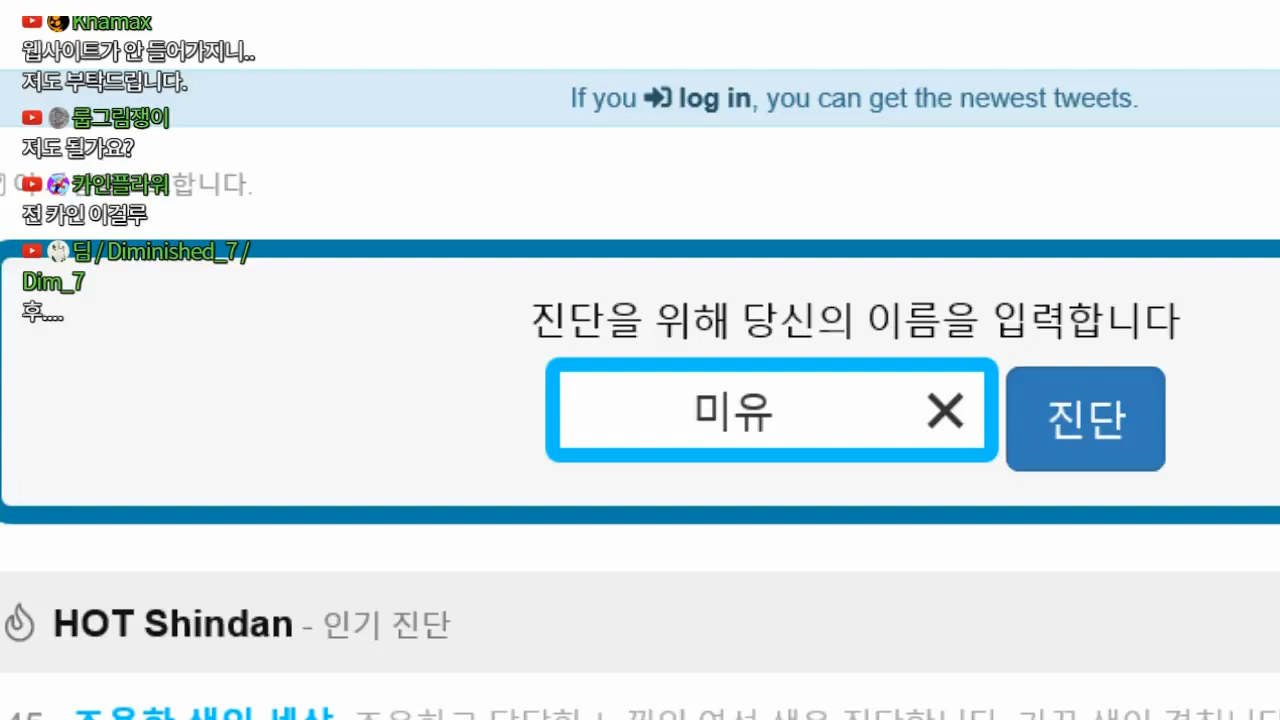 Khamax
웹사이트가 안 들어가지니..
저도 부탁드립니다.
룹그림쟁이
저도 될가요?
카인플라워
전 카인 이걸루
딤 / Diminished_7 /
Dim_7
후....
If you log in, you can get the newest tweets.
합니다.
진단을 위해 당신의 이름을 입력합니다
미유
진단
HOT Shindan - 인기 진단